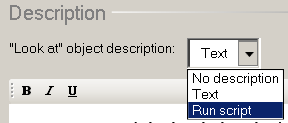 Description
"Look at" object description: Text
No description
Text
Run script
B I U